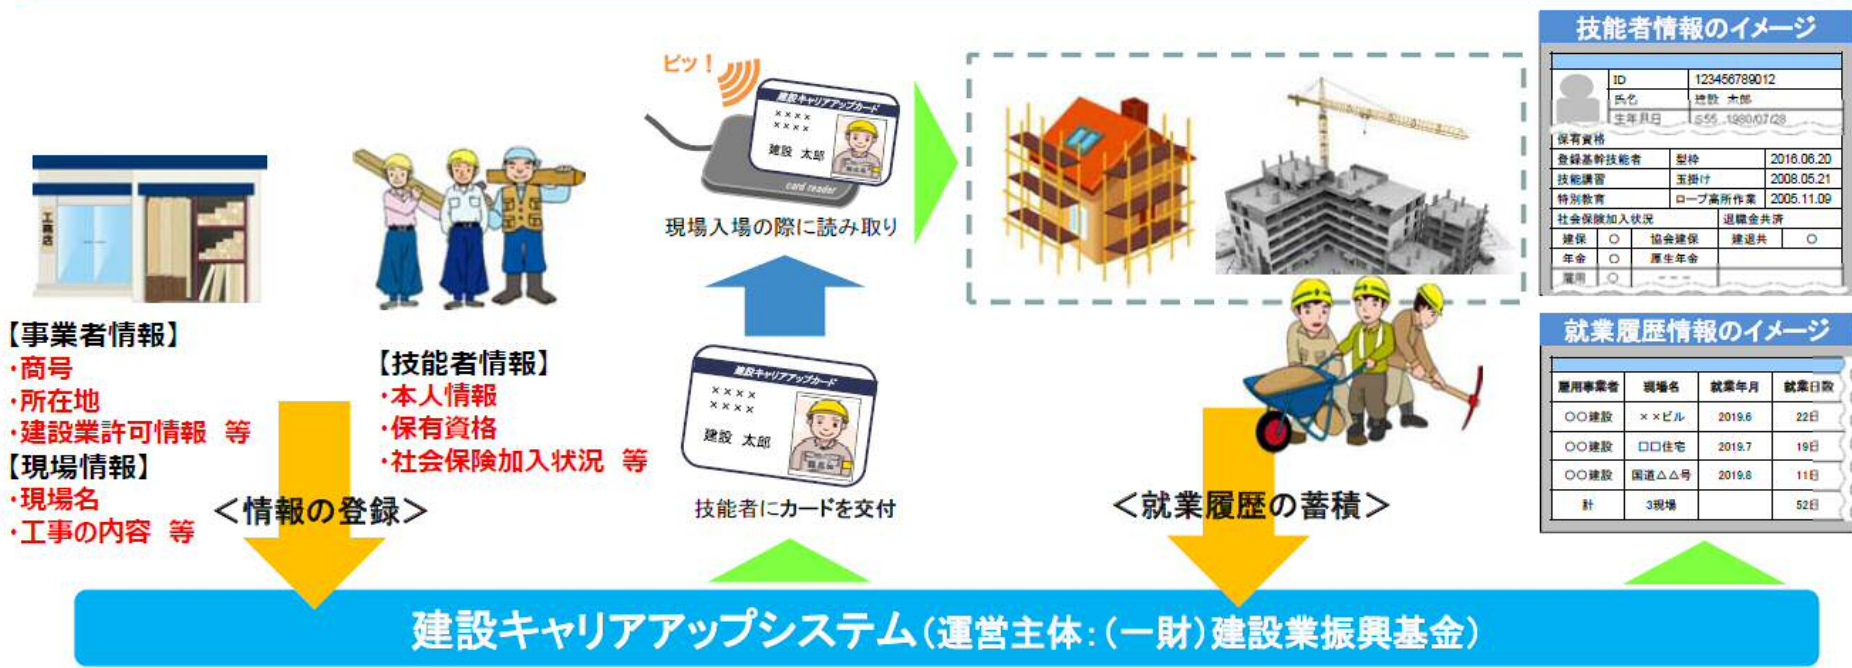 工務店
【事業者情報】
・商号
・所在地
・建設業許可情報 等
【現場情報】
・現場名
・工事の内容 等
【技能者情報】
・本人情報
・保有資格
・社会保険加入状況 等
<情報の登録>
ピッ!
建設キャリアアップカード
××××
××××
建設 太郎
card reader
現場入場の際に読み取り
建設キャリアアップカード
××××
××××
建設 太郎
技能者にカードを交付
<就業履歴の蓄積>
技能者情報のイメージ
ID 123456789012
氏名 建設 太郎
生年月日 S55 1980/07/28
保有資格
登録基幹技能者 型枠 2016.06.20
技能講習 玉掛け 2008.05.21
特別教育 ロープ高所作業 2005.11.09
社会保険加入状況 退職金共済
健保 ○ 協会健保 建退共 ○
年金 ○ 厚生年金
雇用 ○ ---
就業履歴情報のイメージ
雇用事業者 現場名 就業年月 就業日数
○○建設 ××ビル 2019.6 22日
○○建設 □□住宅 2019.7 19日
○○建設 国道△△号 2019.8 11日
計 3現場 52日
建設キャリアアップシステム(運営主体:(一財)建設業振興基金)